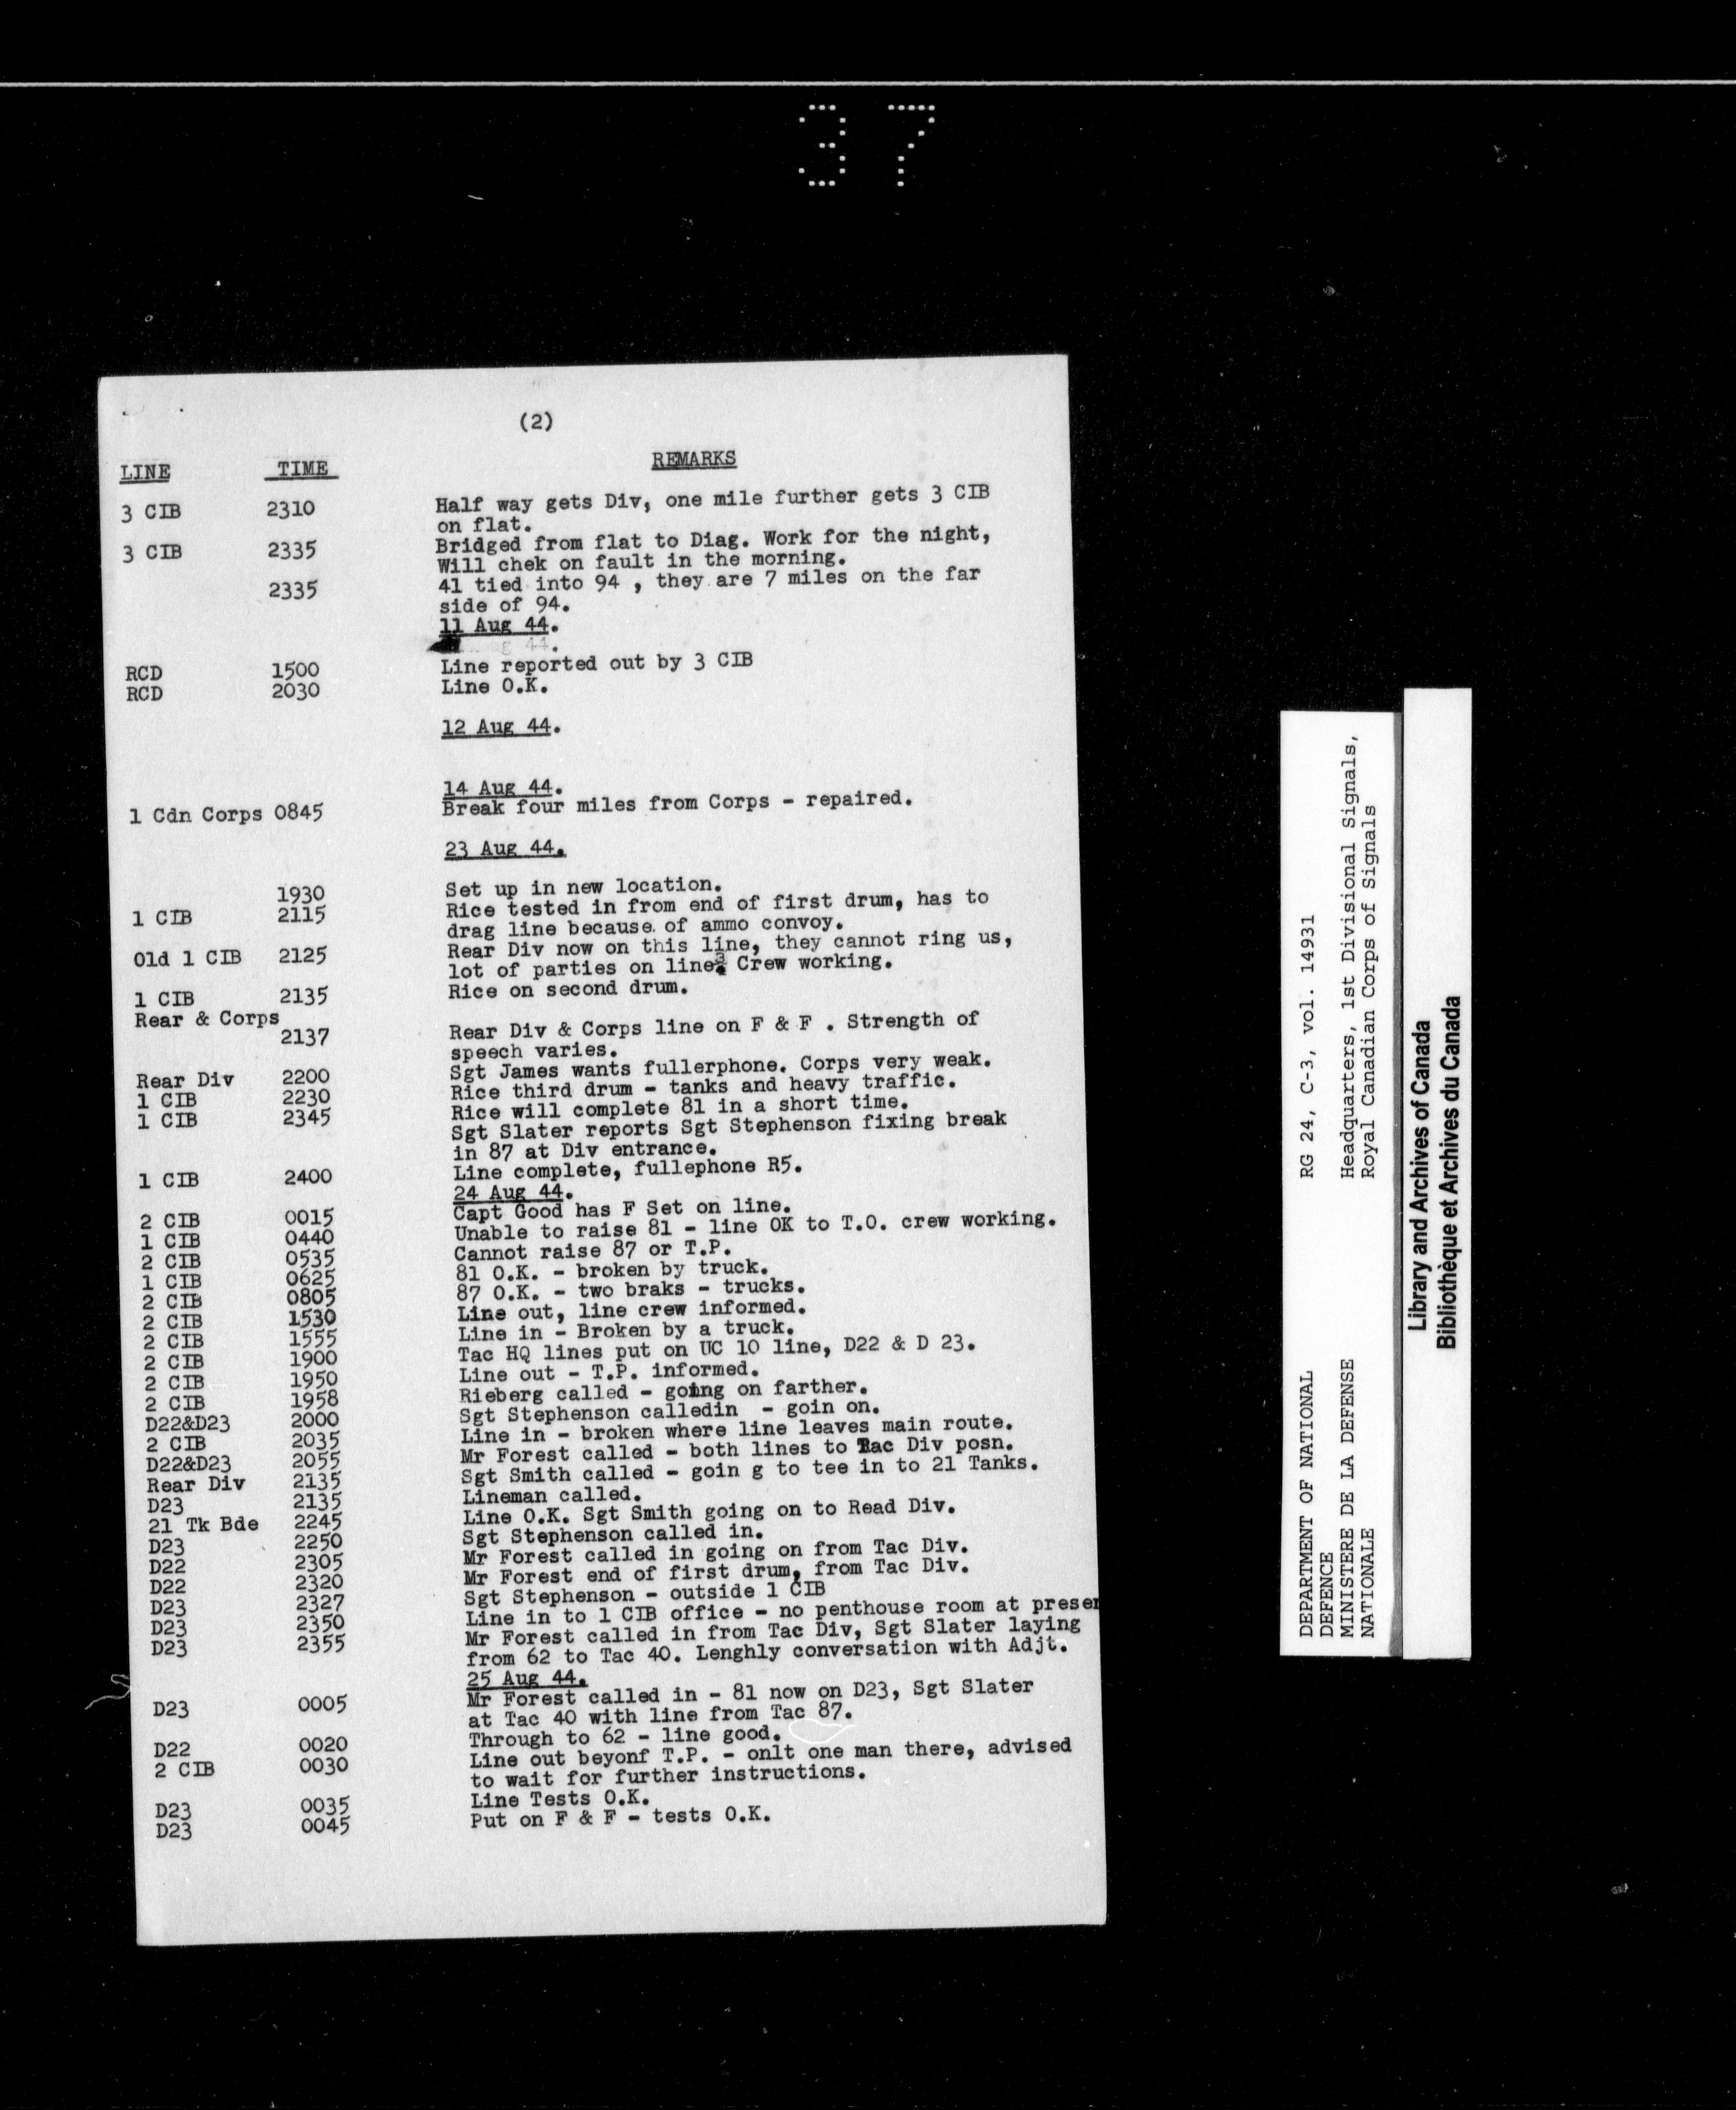 37
(2)
LINE TIME REMARKS
3 CIB 2310 Half way gets Div, one mile further gets 3 CIB
on flat.
3 CIB 2335 Bridged from flat to Diag. Work for the night,
Will chek on fault in the morning.
2335 41 tied into 94 , they are 7 miles on the far
side of 94.
11 Aug 44.
RCD 1500 Line reported out by 3 CIB
RCD 2030 Line O.K.
12 Aug 44.
14 Aug 44.
1 Cdn Corps 0845 Break four miles from Corps - repaired.
23 Aug 44.
1930 Set up in new location.
1 CIB 2115 Rice tested in from end of first drum, has to
drag line because of ammo convoy.
Old 1 CIB 2125 Rear Div now on this line, they cannot ring us,
lot of parties on line. Crew working.
1 CIB 2135 Rice on second drum.
Rear & Corps
2137 Rear Div & Corps line on F & F . Strength of
speech varies.
Rear Div 2200 Sgt James wants fullerphone. Corps very weak.
1 CIB 2230 Rice third drum - tanks and heavy traffic.
1 CIB 2345 Rice will complete 81 in a short time.
Sgt Slater reports Sgt Stephenson fixing break
in 87 at Div entrance.
1 CIB 2400 Line complete, fullephone R5.
24 Aug 44.
2 CIB 0015 Capt Good has F Set on line.
1 CIB 0440 Unable to raise 81 - line OK to T.O. crew working.
2 CIB 0535 Cannot raise 87 or T.P.
1 CIB 0625 81 O.K. - broken by truck.
2 CIB 0805 87 O.K. - two braks - trucks.
2 CIB 1530 Line out, line crew informed.
2 CIB 1555 Line in - Broken by a truck.
2 CIB 1900 Tac HQ lines put on UC 10 line, D22 & D 23.
2 CIB 1950 Line out - T.P. informed.
2 CIB 1958 Rieberg called - going on farther.
D22&D23 2000 Sgt Stephenson calledin - goin on.
2 CIB 2035 Line in - broken where line leaves main route.
D22&D23 2055 Mr Forest called - both lines to Tac Div posn.
Rear Div 2135 Sgt Smith called - goin g to tee in to 21 Tanks.
D23 2135 Lineman called.
21 Tk Bde 2245 Line O.K. Sgt Smith going on to Read Div.
D23 2250 Sgt Stephenson called in.
D22 2305 Mr Forest called in going on from Tac Div.
D22 2320 Mr Forest end of first drum, from Tac Div.
D23 2327 Sgt Stephenson - outside 1 CIB
D23 2350 Line in to 1 CIB office - no penthouse room at presen
D23 2355 Mr Forest called in from Tac Div, Sgt Slater laying
from 62 to Tac 40. Lenghly conversation with Adjt.
25 Aug 44.
D23 0005 Mr Forest called in - 81 now on D23, Sgt Slater
at Tac 40 with line from Tac 87.
D22 0020 Through to 62 - line good.
2 CIB 0030 Line out beyonf T.P. - onlt one man there, advised
to wait for further instructions.
D23 0035 Line Tests O.K.
D23 0045 Put on F & F - tests O.K.
DEPARTMENT OF NATIONAL
DEFENCE
MINISTERE DE LA DEFENSE
NATIONALE
RG 24, C-3, vol. 14931
Headquarters, 1st Divisional Signals,
Royal Canadian Corps of Signals
Library and Archives of Canada
Bibliothèque et Archives du Canada